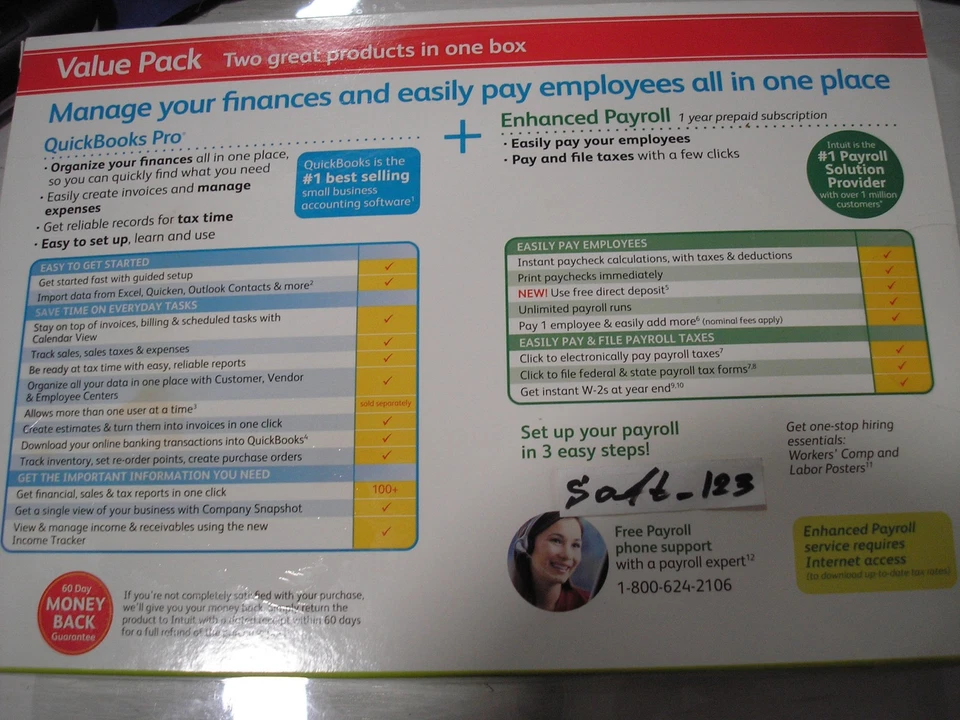 Value Pack Two great products in one box
Manage your finances and easily pay employees all in one place
QuickBooks Pro®
· Organize your finances all in one place,
so you can quickly find what you need
· Easily create invoices and manage
expenses
· Get reliable records for tax time
· Easy to set up, learn and use
QuickBooks is the
#1 best selling
small business
accounting software¹
+
Enhanced Payroll 1 year prepaid subscription
· Easily pay your employees
· Pay and file taxes with a few clicks
Intuit is the
#1 Payroll
Solution
Provider
with over 1 million
customers²
EASY TO GET STARTED
Get started fast with guided setup ✓
Import data from Excel, Quicken, Outlook Contacts & more² ✓
SAVE TIME ON EVERYDAY TASKS
Stay on top of invoices, billing & scheduled tasks with
Calendar View ✓
Track sales, sales taxes & expenses ✓
Be ready at tax time with easy, reliable reports ✓
Organize all your data in one place with Customer, Vendor
& Employee Centers ✓
Allows more than one user at a time³ sold separately
Create estimates & turn them into invoices in one click ✓
Download your online banking transactions into QuickBooks⁴ ✓
Track inventory, set re-order points, create purchase orders ✓
GET THE IMPORTANT INFORMATION YOU NEED
Get financial, sales & tax reports in one click 100+
Get a single view of your business with Company Snapshot ✓
View & manage income & receivables using the new
Income Tracker ✓
EASILY PAY EMPLOYEES
Instant paycheck calculations, with taxes & deductions ✓
Print paychecks immediately ✓
NEW! Use free direct deposit⁵ ✓
Unlimited payroll runs ✓
Pay 1 employee & easily add more⁶ (nominal fees apply) ✓
EASILY PAY & FILE PAYROLL TAXES
Click to electronically pay payroll taxes⁷ ✓
Click to file federal & state payroll tax forms⁷,⁸ ✓
Get instant W-2s at year end⁹,¹⁰ ✓
Set up your payroll
in 3 easy steps!
Get one-stop hiring
essentials:
Workers' Comp and
Labor Posters¹¹
Saft_123
Free Payroll
phone support
with a payroll expert¹²
1-800-624-2106
Enhanced Payroll
service requires
Internet access
(to download up-to-date tax rates)
60 Day
MONEY
BACK
Guarantee
If you're not completely satisfied with your purchase,
we'll give you your money back. Simply return the
product to Intuit with a dated receipt within 60 days
for a full refund of the